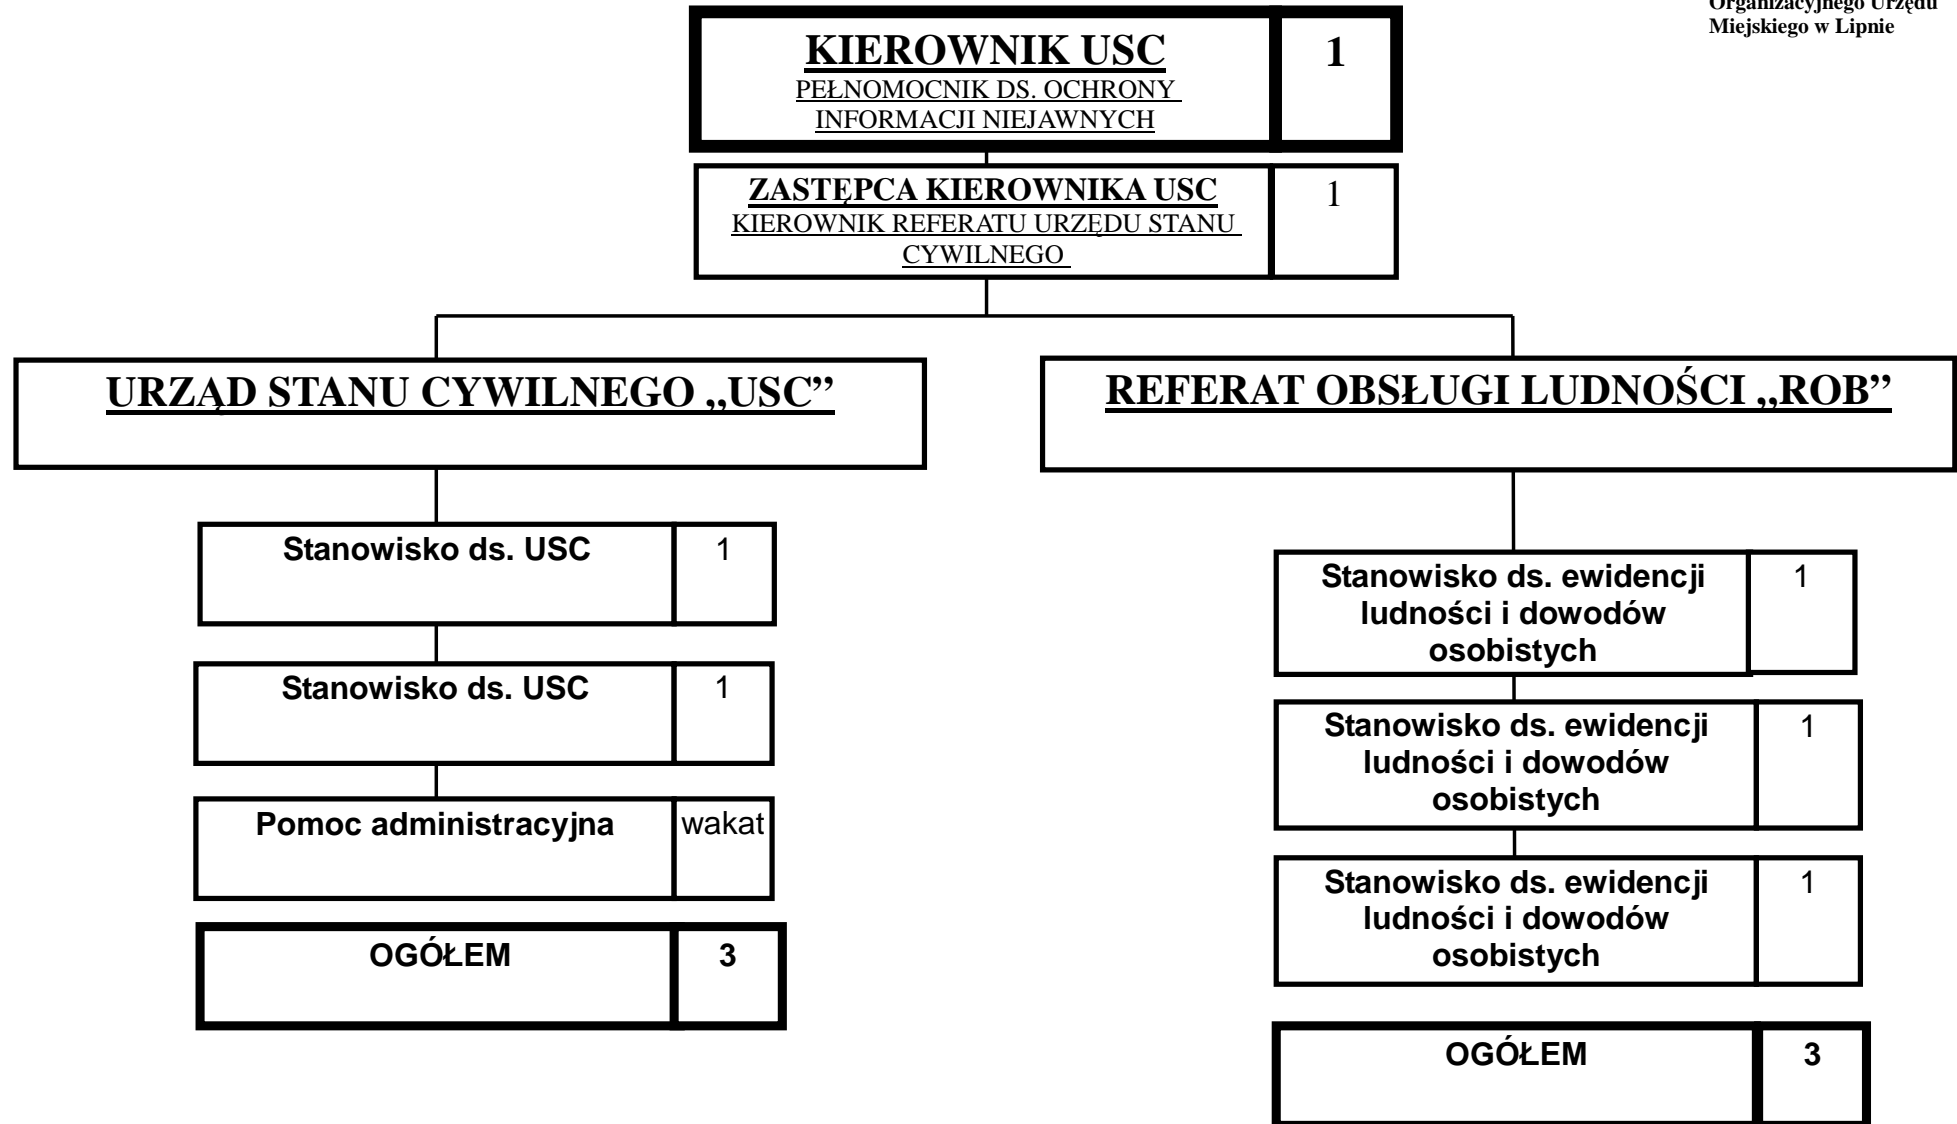 Organizacyjnego Urzędu
Miejskiego w Lipnie
KIEROWNIK USC
1
PEŁNOMOCNIK DS. OCHRONY
INFORMACJI NIEJAWNYCH
ZASTĘPCA KIEROWNIKA USC
1
KIEROWNIK REFERATU URZĘDU STANU
CYWILNEGO
URZĄD STANU CYWILNEGO „USC”
Stanowisko ds. USC
1
Stanowisko ds. USC
1
Pomoc administracyjna
wakat
OGÓŁEM
3
REFERAT OBSŁUGI LUDNOŚCI „ROB”
Stanowisko ds. ewidencji
1
ludności i dowodów
osobistych
Stanowisko ds. ewidencji
1
ludności i dowodów
osobistych
Stanowisko ds. ewidencji
1
ludności i dowodów
osobistych
OGÓŁEM
3